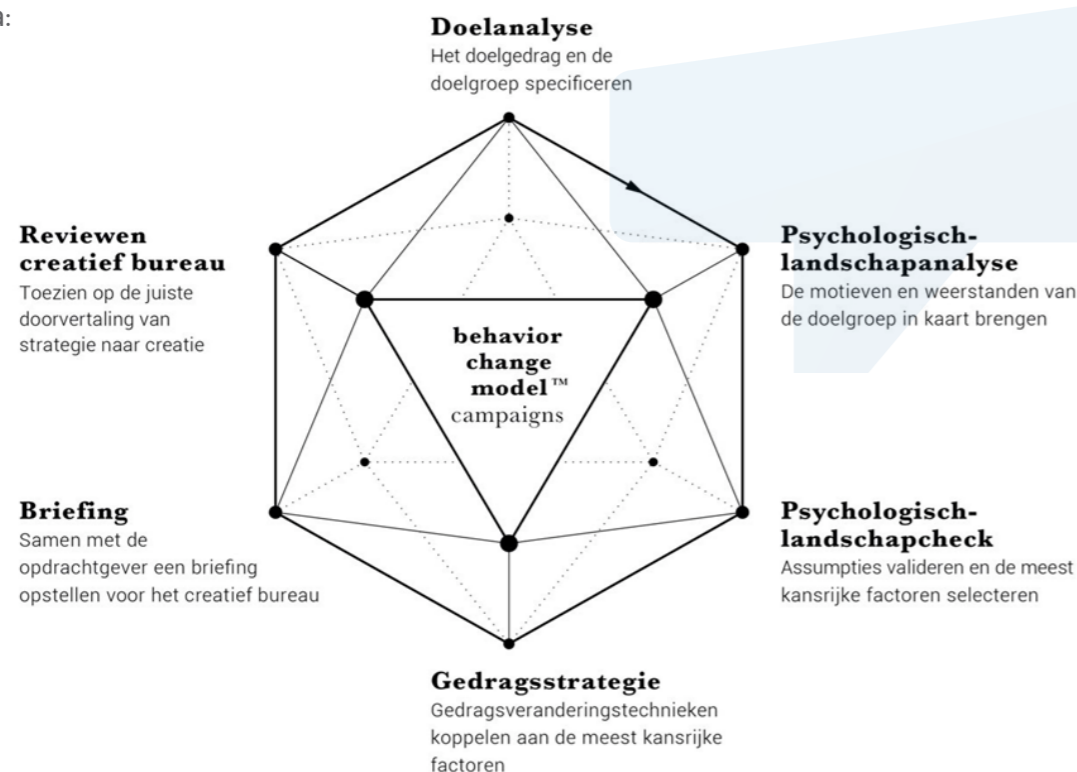 Doelanalyse
Het doelgedrag en de
doelgroep specificeren
Psychologisch-
landschapanalyse
De motieven en weerstanden van
de doelgroep in kaart brengen
Psychologisch-
landschapcheck
Assumpties valideren en de meest
kansrijke factoren selecteren
Gedragsstrategie
Gedragsveranderingstechnieken
koppelen aan de meest kansrijke
factoren
Briefing
Samen met de
opdrachtgever een briefing
opstellen voor het creatief bureau
Reviewen
creatief bureau
Toezien op de juiste
doorvertaling van
strategie naar creatie
behavior
change
model™
campaigns